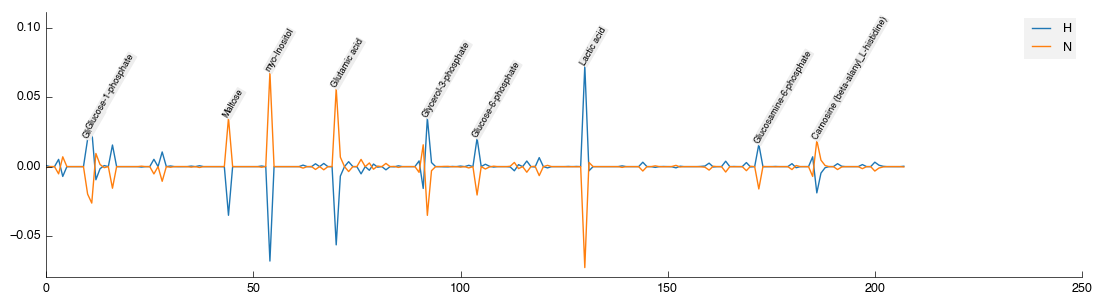 0.10
0.05
0.00
−0.05
0
50
100
150
200
250
Glucose-1-phosphate
Maltose
myo-Inositol
Glutamic acid
Glycerol-3-phosphate
Glucose-6-phosphate
Lactic acid
Glucosamine-6-phosphate
Carnosine (beta-alanyl_L-histidine)
H
N